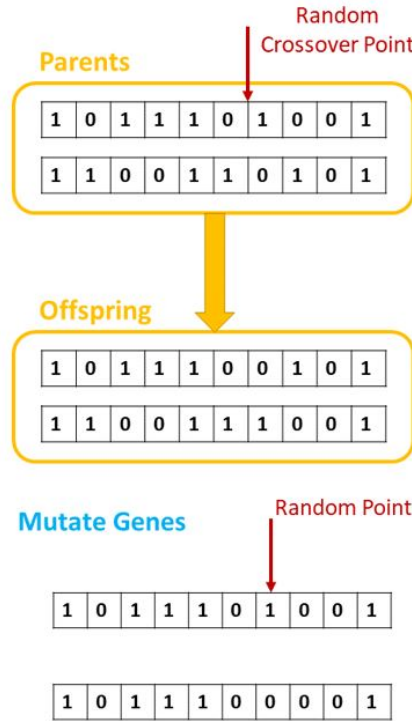 Random
Crossover Point
Parents
1 0 1 1 1 0 1 0 0 1
1 1 0 0 1 1 0 1 0 1
Offspring
1 0 1 1 1 0 0 1 0 1
1 1 0 0 1 1 1 0 0 1
Random Point
Mutate Genes
1 0 1 1 1 0 1 0 0 1
1 0 1 1 1 0 0 0 0 1